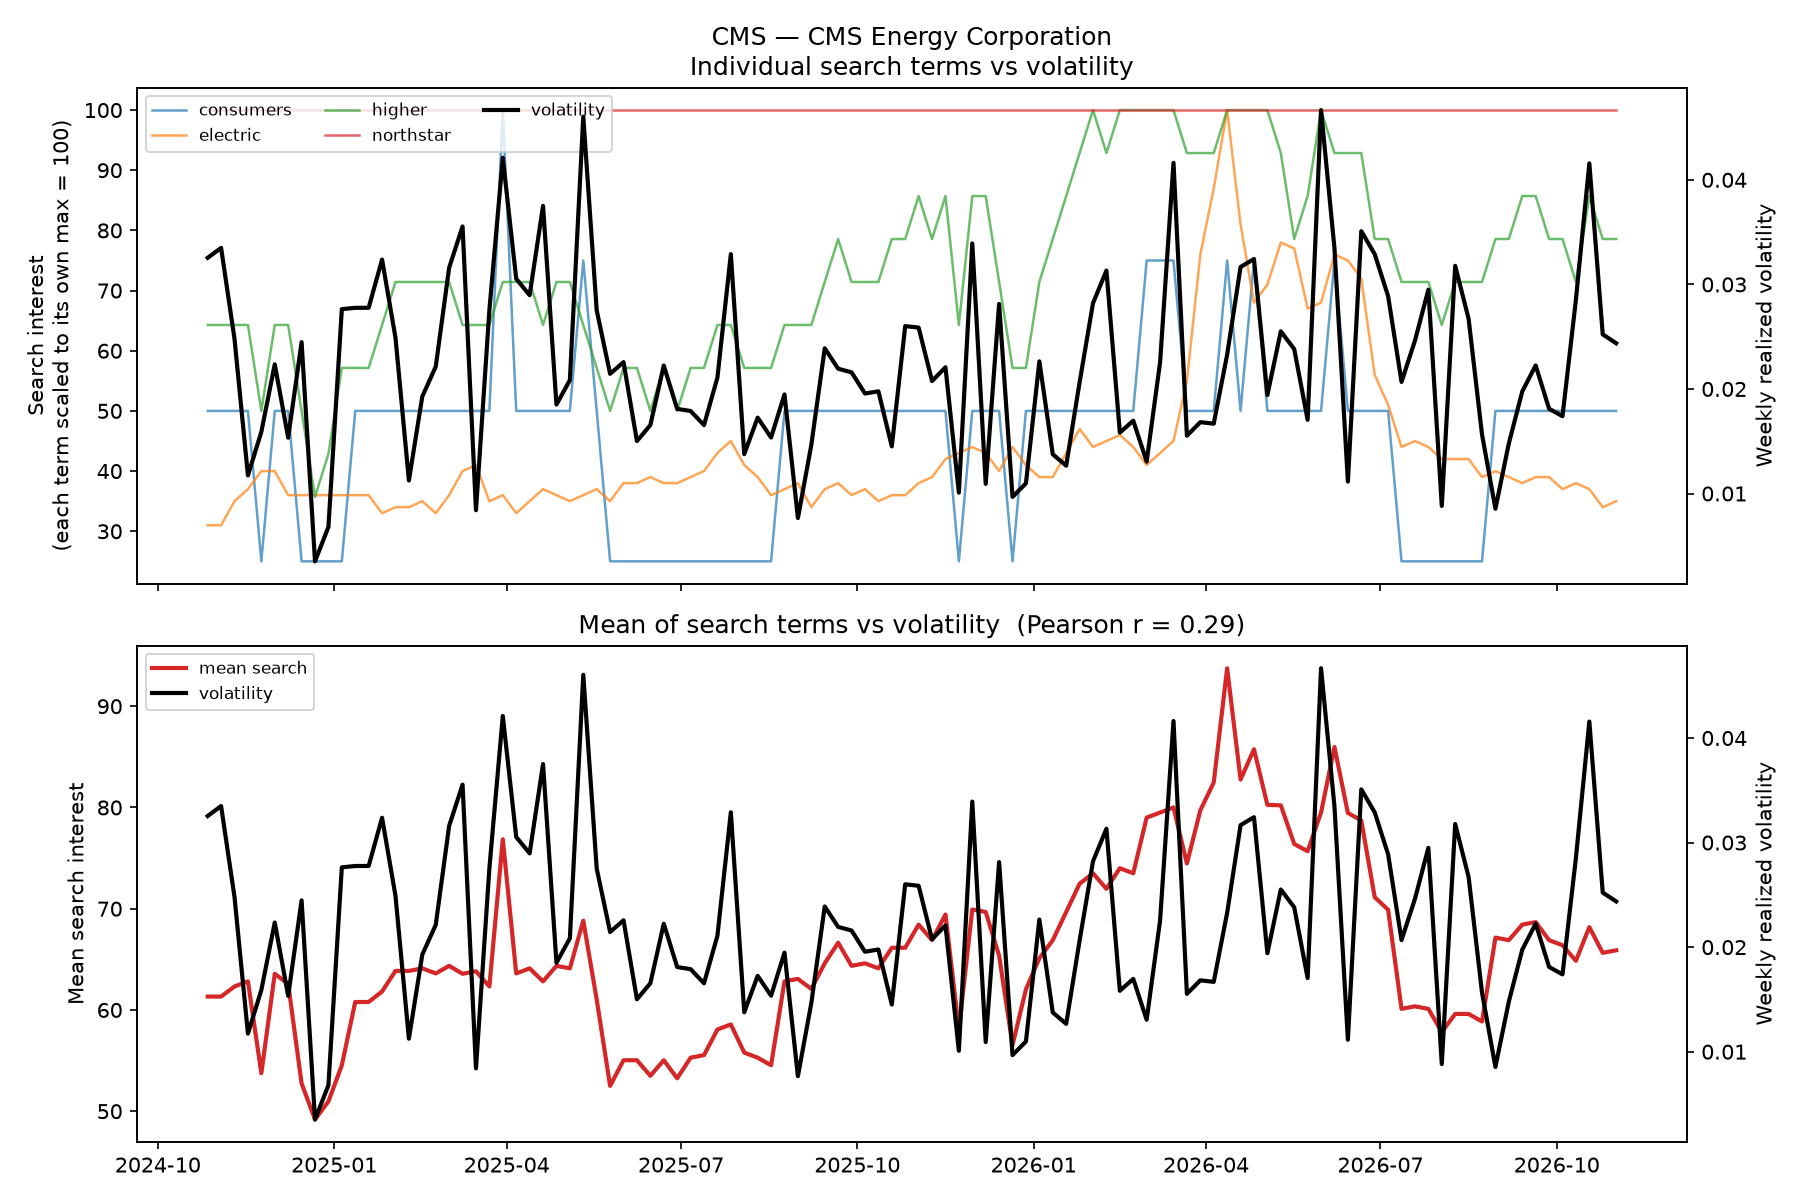 CMS — CMS Energy Corporation
Individual search terms vs volatility
consumers
electric
higher
northstar
volatility
Search interest
(each term scaled to its own max = 100)
100
90
80
70
60
50
40
30
0.04
0.03
0.02
0.01
Weekly realized volatility
Mean of search terms vs volatility (Pearson r = 0.29)
mean search
volatility
Mean search interest
90
80
70
60
50
0.04
0.03
0.02
0.01
Weekly realized volatility
2024-10
2025-01
2025-04
2025-07
2025-10
2026-01
2026-04
2026-07
2026-10